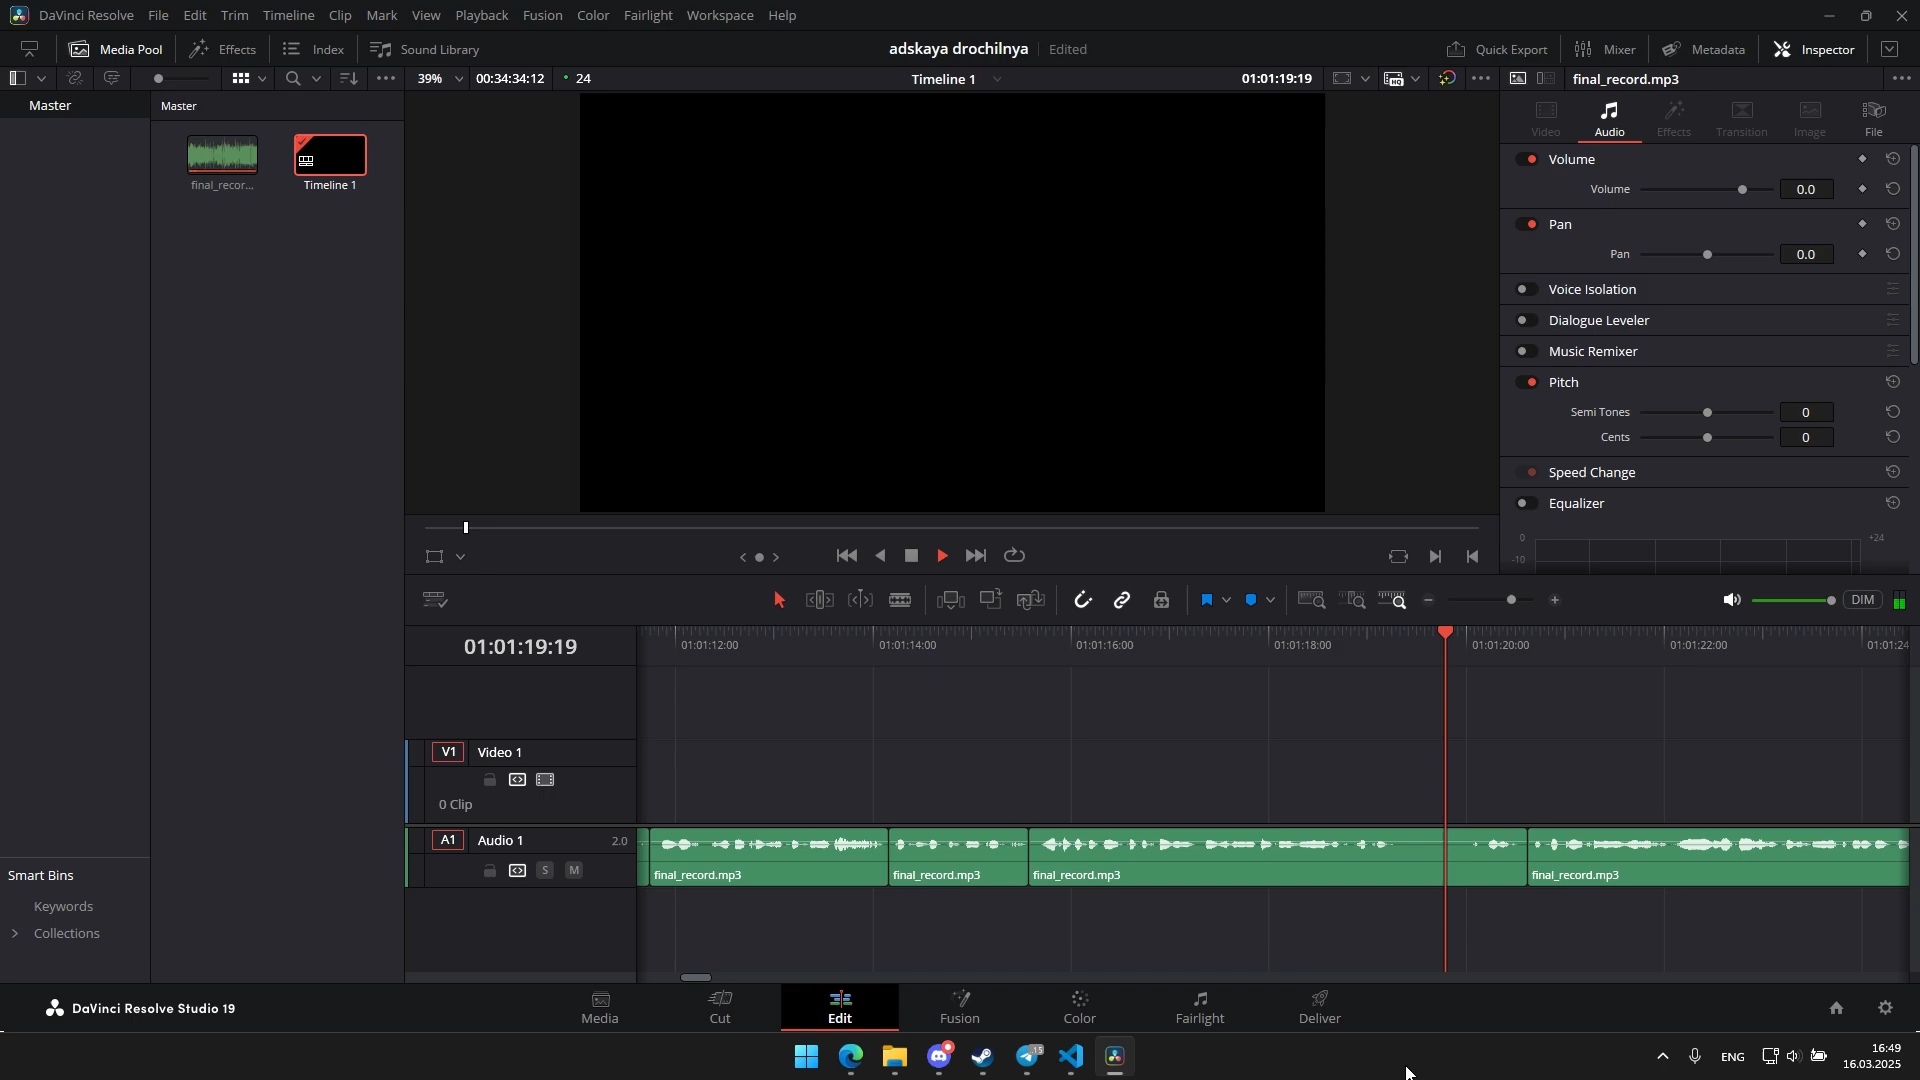 DaVinci Resolve File Edit Trim Timeline Clip Mark View Playback Fusion Color Fairlight Workspace Help
Media Pool Effects Index Sound Library adskaya drochilnya Edited Quick Export Mixer Metadata Inspector
39% 00:34:34:12 24 Timeline 1 01:01:19:19 final_record.mp3
Master
Master
final_recor...
Timeline 1
Video Audio Effects Transition Image File
Volume
Volume 0.0
Pan
Pan 0.0
Voice Isolation
Dialogue Leveler
Music Remixer
Pitch
Semi Tones 0
Cents 0
Speed Change
Equalizer
0 +24
-10
DIM
01:01:19:19
01:01:12:00 01:01:14:00 01:01:16:00 01:01:18:00 01:01:20:00 01:01:22:00 01:01:24
V1 Video 1
0 Clip
A1 Audio 1 2.0
S M
final_record.mp3 final_record.mp3 final_record.mp3 final_record.mp3
Smart Bins
Keywords
Collections
DaVinci Resolve Studio 19
Media Cut Edit Fusion Color Fairlight Deliver
15
ENG
16:49
16.03.2025